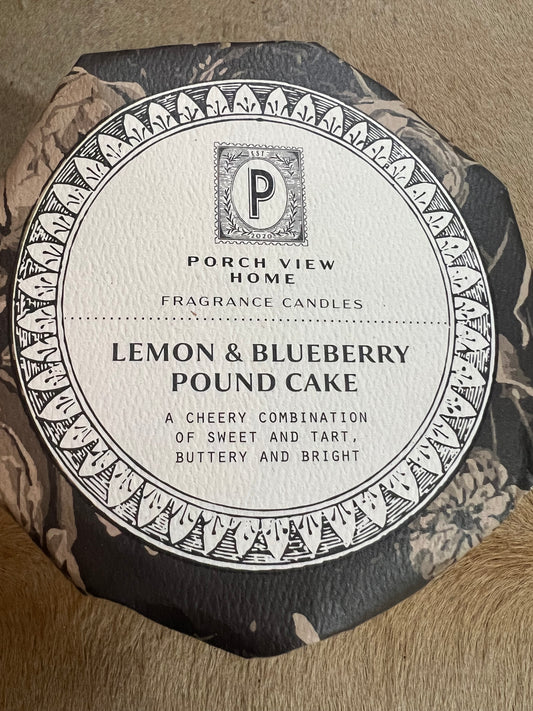 EST
P
2020
PORCH VIEW
HOME
FRAGRANCE CANDLES
LEMON & BLUEBERRY
POUND CAKE
A CHEERY COMBINATION
OF SWEET AND TART,
BUTTERY AND BRIGHT